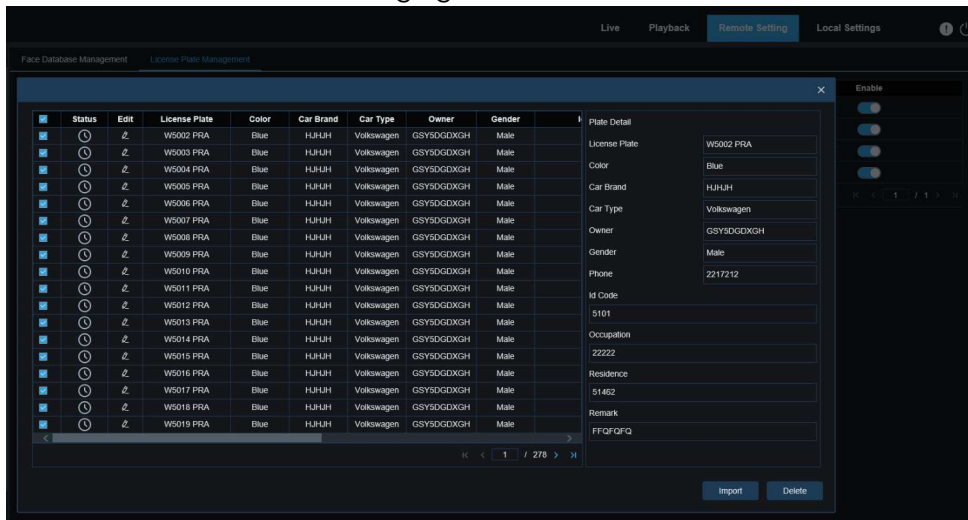 Live Playback Remote Setting Local Settings
Face Database Management License Plate Management
Enable
Status Edit License Plate Color Car Brand Car Type Owner Gender
W5002 PRA Blue HJHJH Volkswagen GSY5DGDXGH Male
W5003 PRA Blue HJHJH Volkswagen GSY5DGDXGH Male
W5004 PRA Blue HJHJH Volkswagen GSY5DGDXGH Male
W5005 PRA Blue HJHJH Volkswagen GSY5DGDXGH Male
W5006 PRA Blue HJHJH Volkswagen GSY5DGDXGH Male
W5007 PRA Blue HJHJH Volkswagen GSY5DGDXGH Male
W5008 PRA Blue HJHJH Volkswagen GSY5DGDXGH Male
W5009 PRA Blue HJHJH Volkswagen GSY5DGDXGH Male
W5010 PRA Blue HJHJH Volkswagen GSY5DGDXGH Male
W5011 PRA Blue HJHJH Volkswagen GSY5DGDXGH Male
W5012 PRA Blue HJHJH Volkswagen GSY5DGDXGH Male
W5013 PRA Blue HJHJH Volkswagen GSY5DGDXGH Male
W5014 PRA Blue HJHJH Volkswagen GSY5DGDXGH Male
W5015 PRA Blue HJHJH Volkswagen GSY5DGDXGH Male
W5016 PRA Blue HJHJH Volkswagen GSY5DGDXGH Male
W5017 PRA Blue HJHJH Volkswagen GSY5DGDXGH Male
W5018 PRA Blue HJHJH Volkswagen GSY5DGDXGH Male
W5019 PRA Blue HJHJH Volkswagen GSY5DGDXGH Male
1 / 278
Plate Detail
License Plate W5002 PRA
Color Blue
Car Brand HJHJH
Car Type Volkswagen
Owner GSY5DGDXGH
Gender Male
Phone 2217212
Id Code
5101
Occupation
22222
Residence
51462
Remark
FFQFQFQ
1 / 1
Import Delete